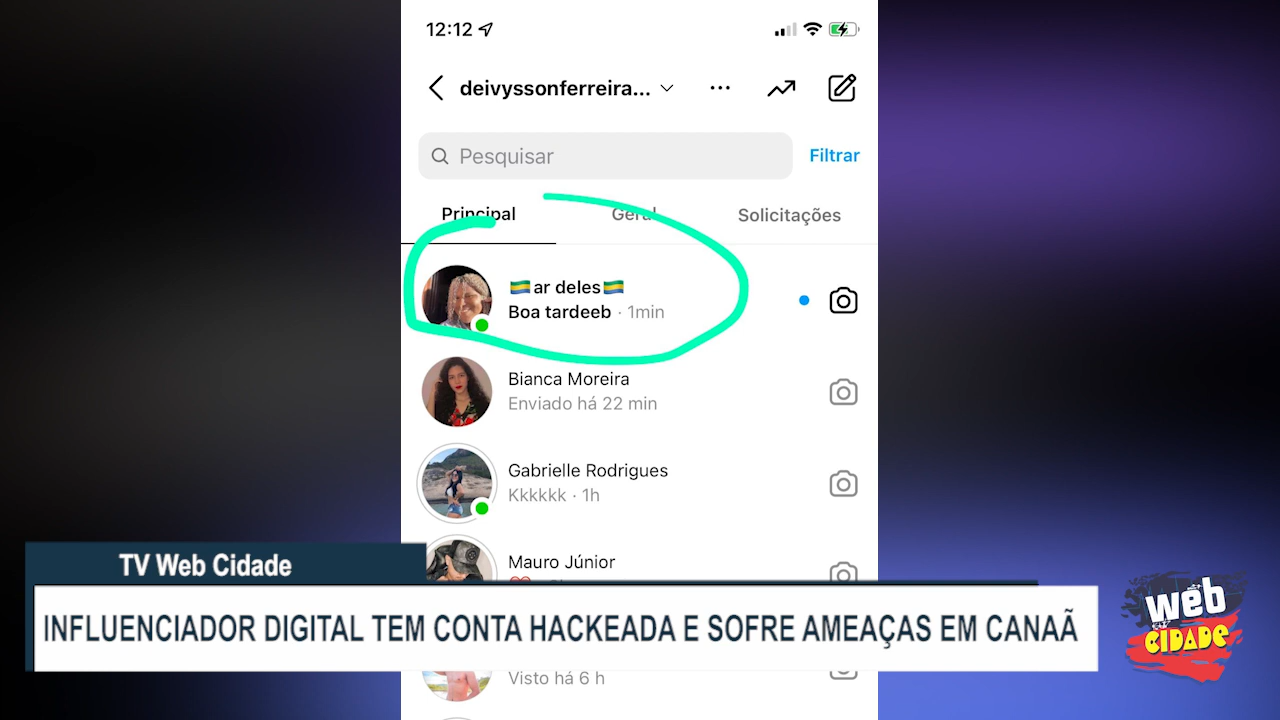 12:12
deivyssonferreira...
Pesquisar
Filtrar
Principal
Geral
Solicitações
🇬🇦ar deles🇬🇦
Boa tardeeb · 1min
Bianca Moreira
Enviado há 22 min
Gabrielle Rodrigues
Kkkkkk · 1h
Mauro Júnior
TV Web Cidade
INFLUENCIADOR DIGITAL TEM CONTA HACKEADA E SOFRE AMEAÇAS EM CANAÃ
Visto há 6 h
web
CIDADE